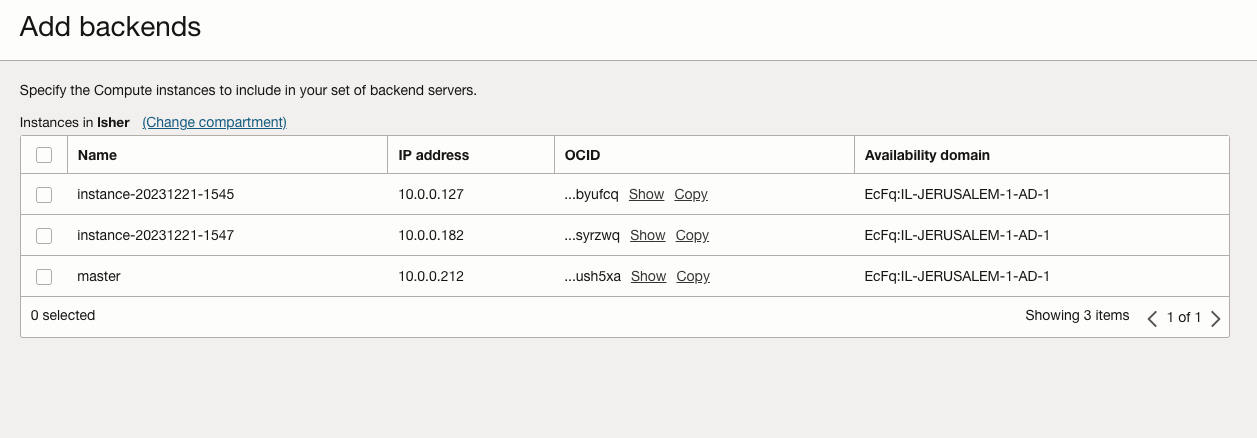 Add backends
Specify the Compute instances to include in your set of backend servers.
Instances in Isher (Change compartment)
Name IP address OCID Availability domain
instance-20231221-1545 10.0.0.127 ...byufcq Show Copy EcFq:IL-JERUSALEM-1-AD-1
instance-20231221-1547 10.0.0.182 ...syrzwq Show Copy EcFq:IL-JERUSALEM-1-AD-1
master 10.0.0.212 ...ush5xa Show Copy EcFq:IL-JERUSALEM-1-AD-1
0 selected Showing 3 items 1 of 1